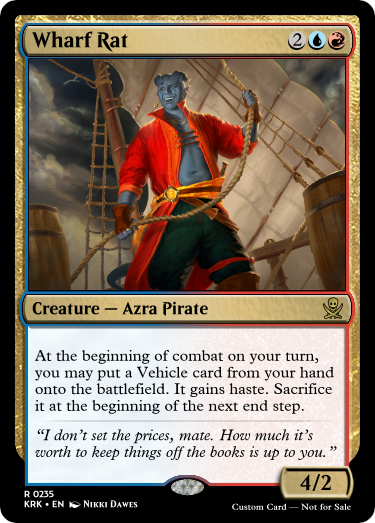 Wharf Rat 2
Creature — Azra Pirate
At the beginning of combat on your turn,
you may put a Vehicle card from your hand
onto the battlefield. It gains haste. Sacrifice
it at the beginning of the next end step.
“I don’t set the prices, mate. How much it’s
worth to keep things off the books is up to you.”
4/2
R 0235
KRK • EN Nikki Dawes
Custom Card — Not for Sale